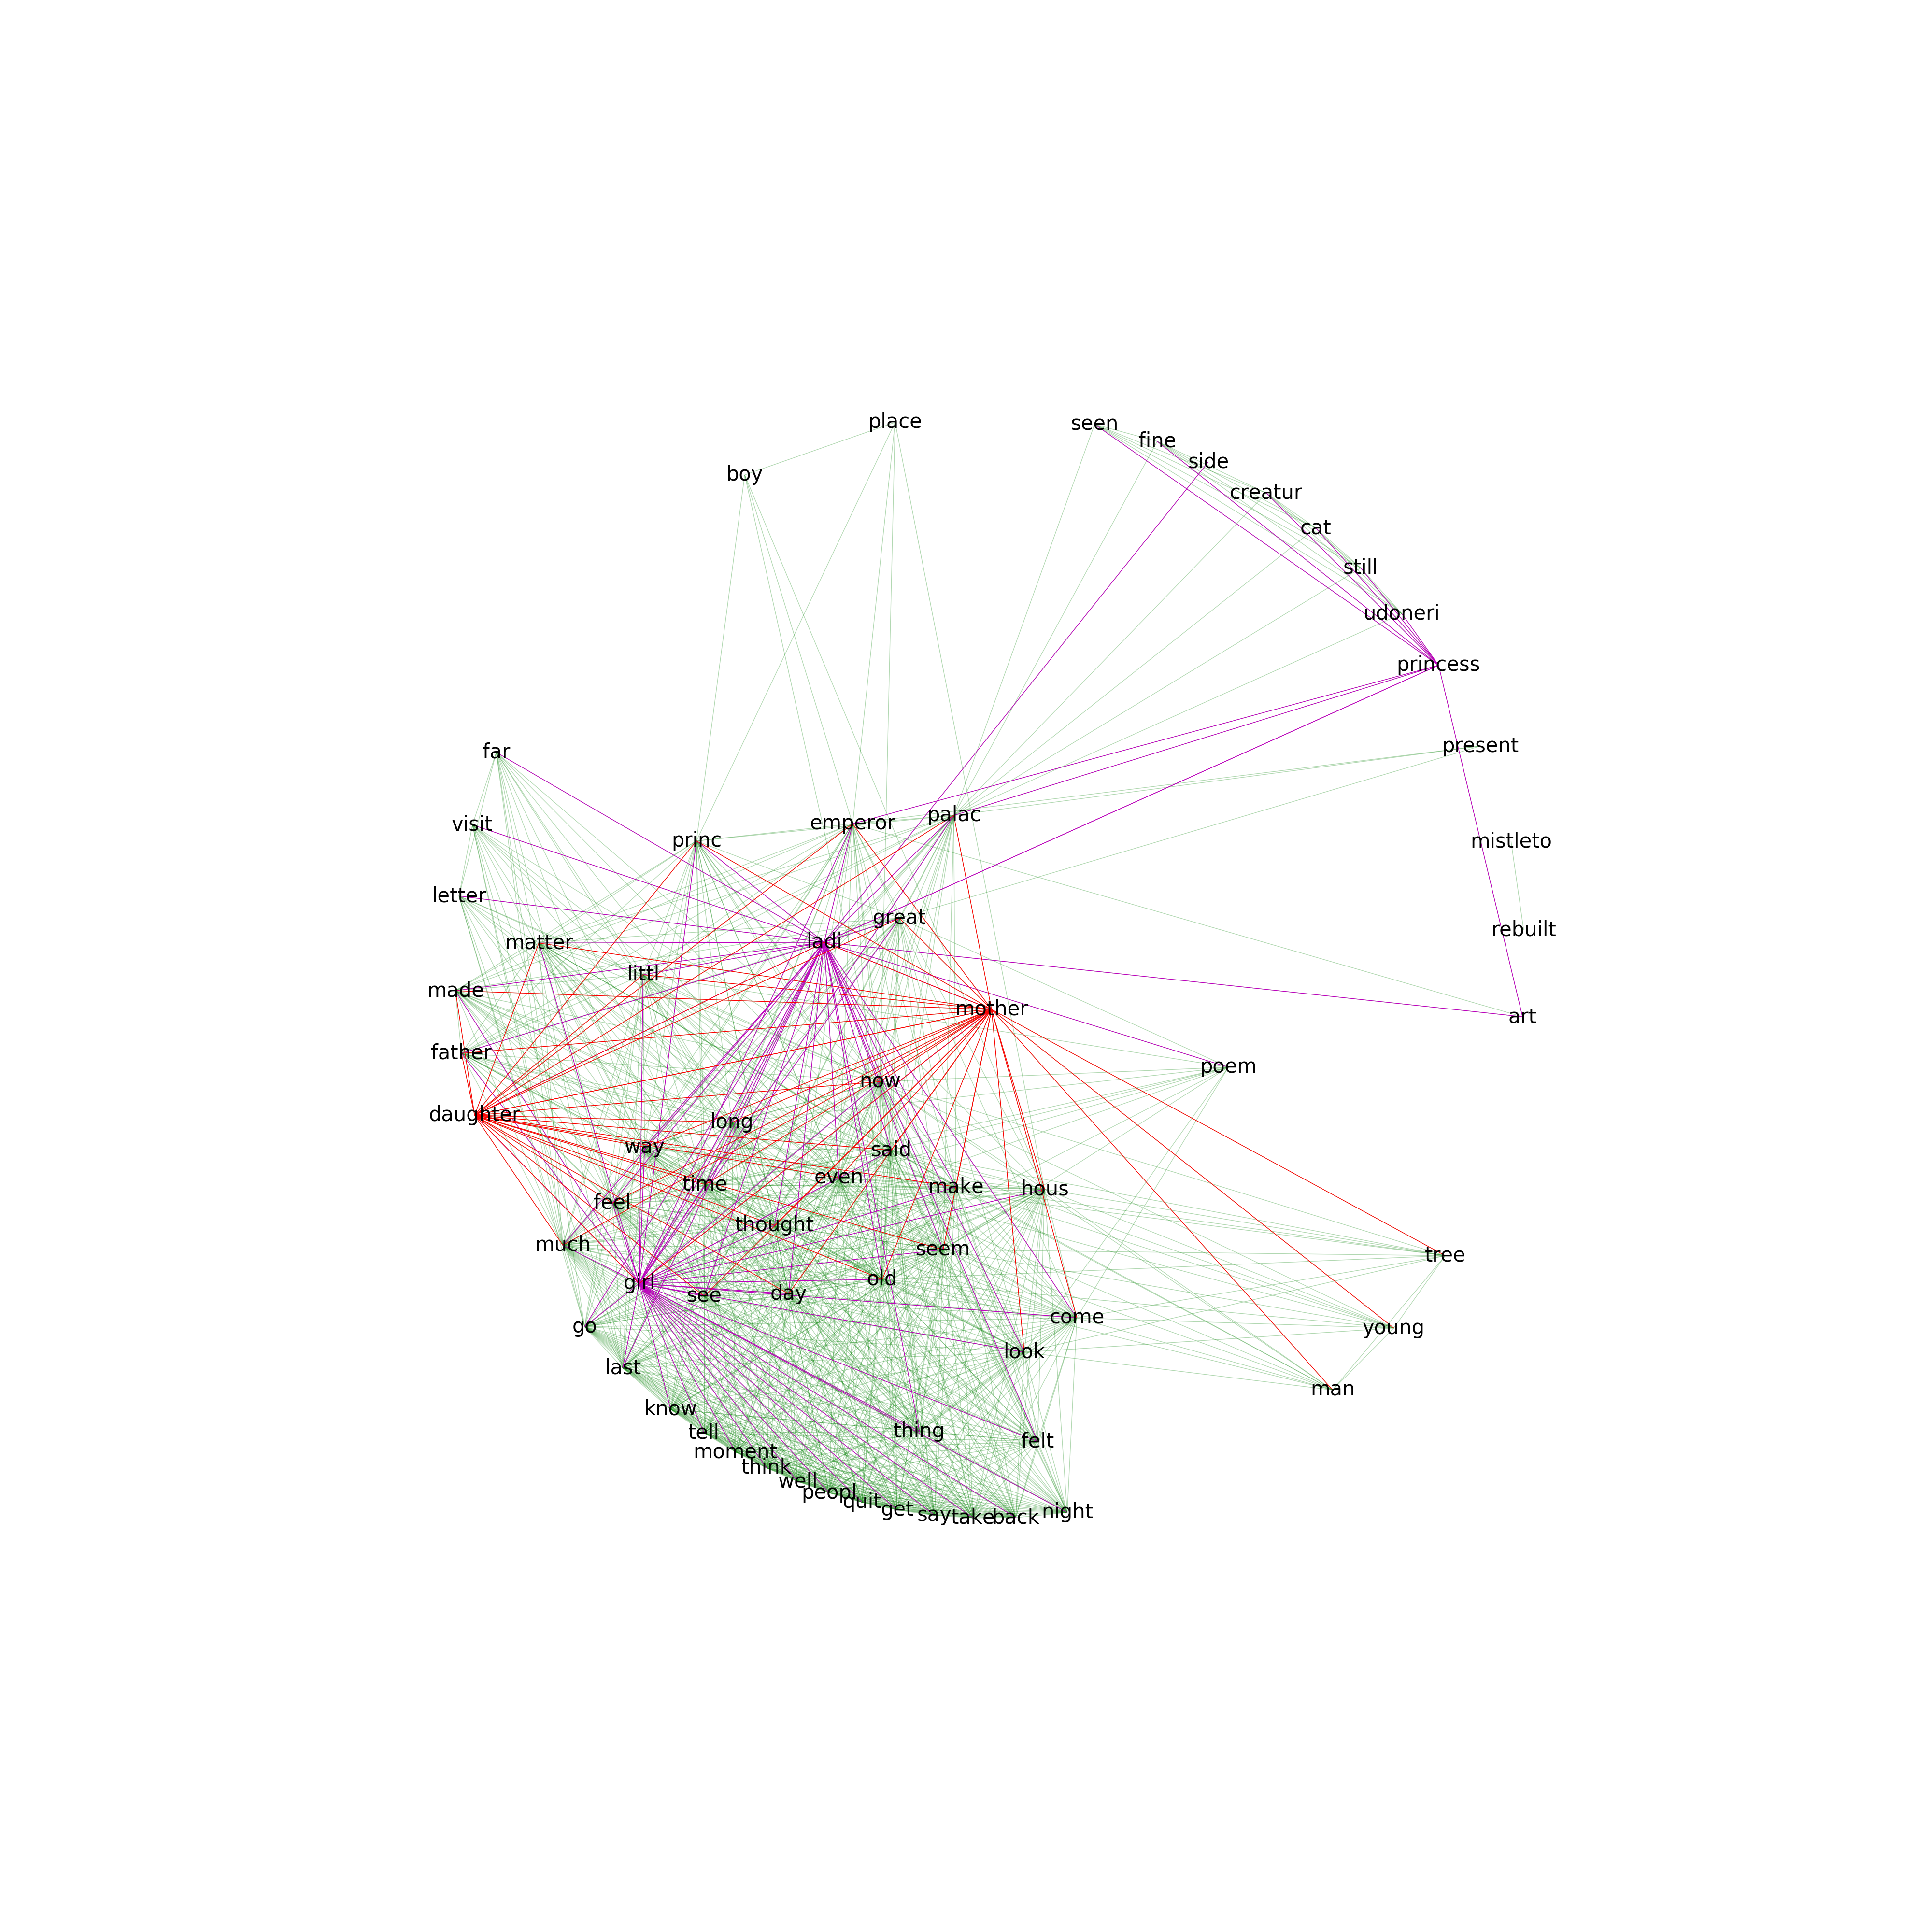 place
seen
fine
side
boy
creatur
cat
still
udoneri
princess
present
far
palac
visit
emperor
princ
mistleto
letter
great
rebuilt
matter
ladi
littl
made
mother
art
father
poem
now
daughter
long
way
said
even
time
make
hous
feel
thought
much
seem
tree
girl
old
see
day
come
go
young
look
last
man
know
tell
thing
felt
moment
think
well
peopl
quit
get
say
take
back
night